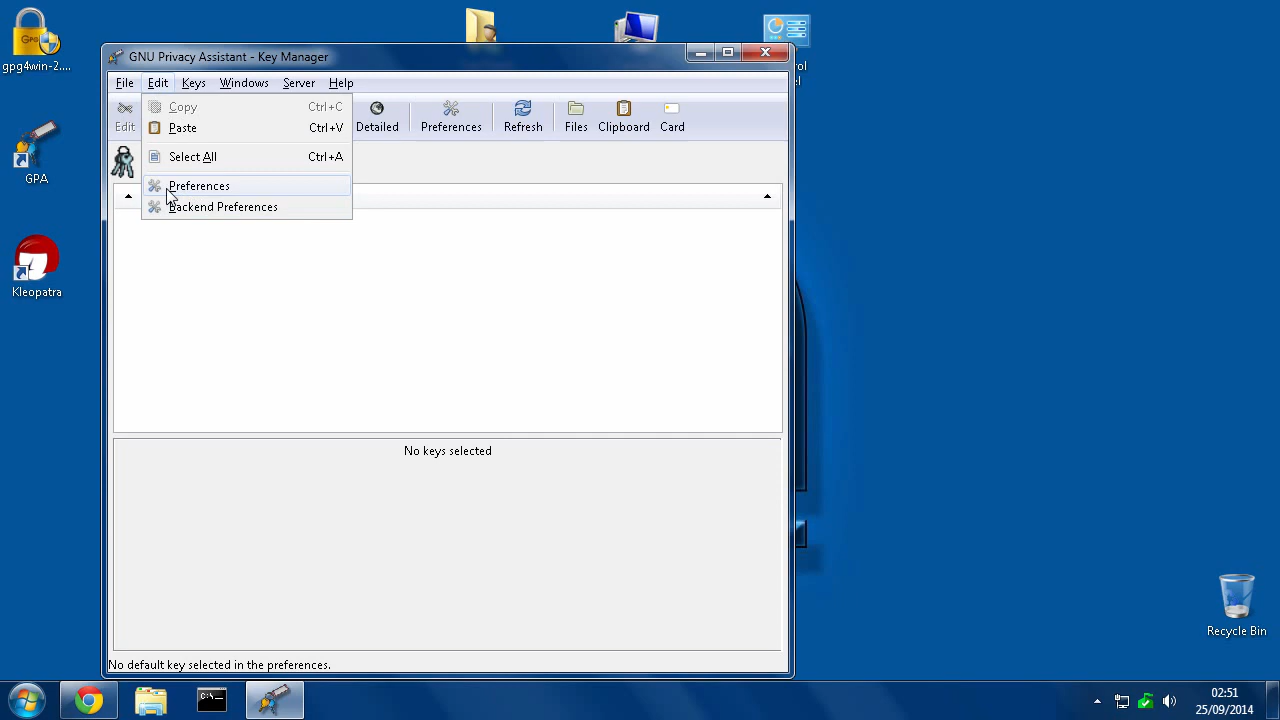 gpg4win-2....
GPA
Kleopatra
GNU Privacy Assistant - Key Manager
File Edit Keys Windows Server Help
Copy Ctrl+C
Paste Ctrl+V
Select All Ctrl+A
Preferences
Backend Preferences
Edit Detailed Preferences Refresh Files Clipboard Card
No keys selected
No default key selected in the preferences.
Recycle Bin
02:51
25/09/2014